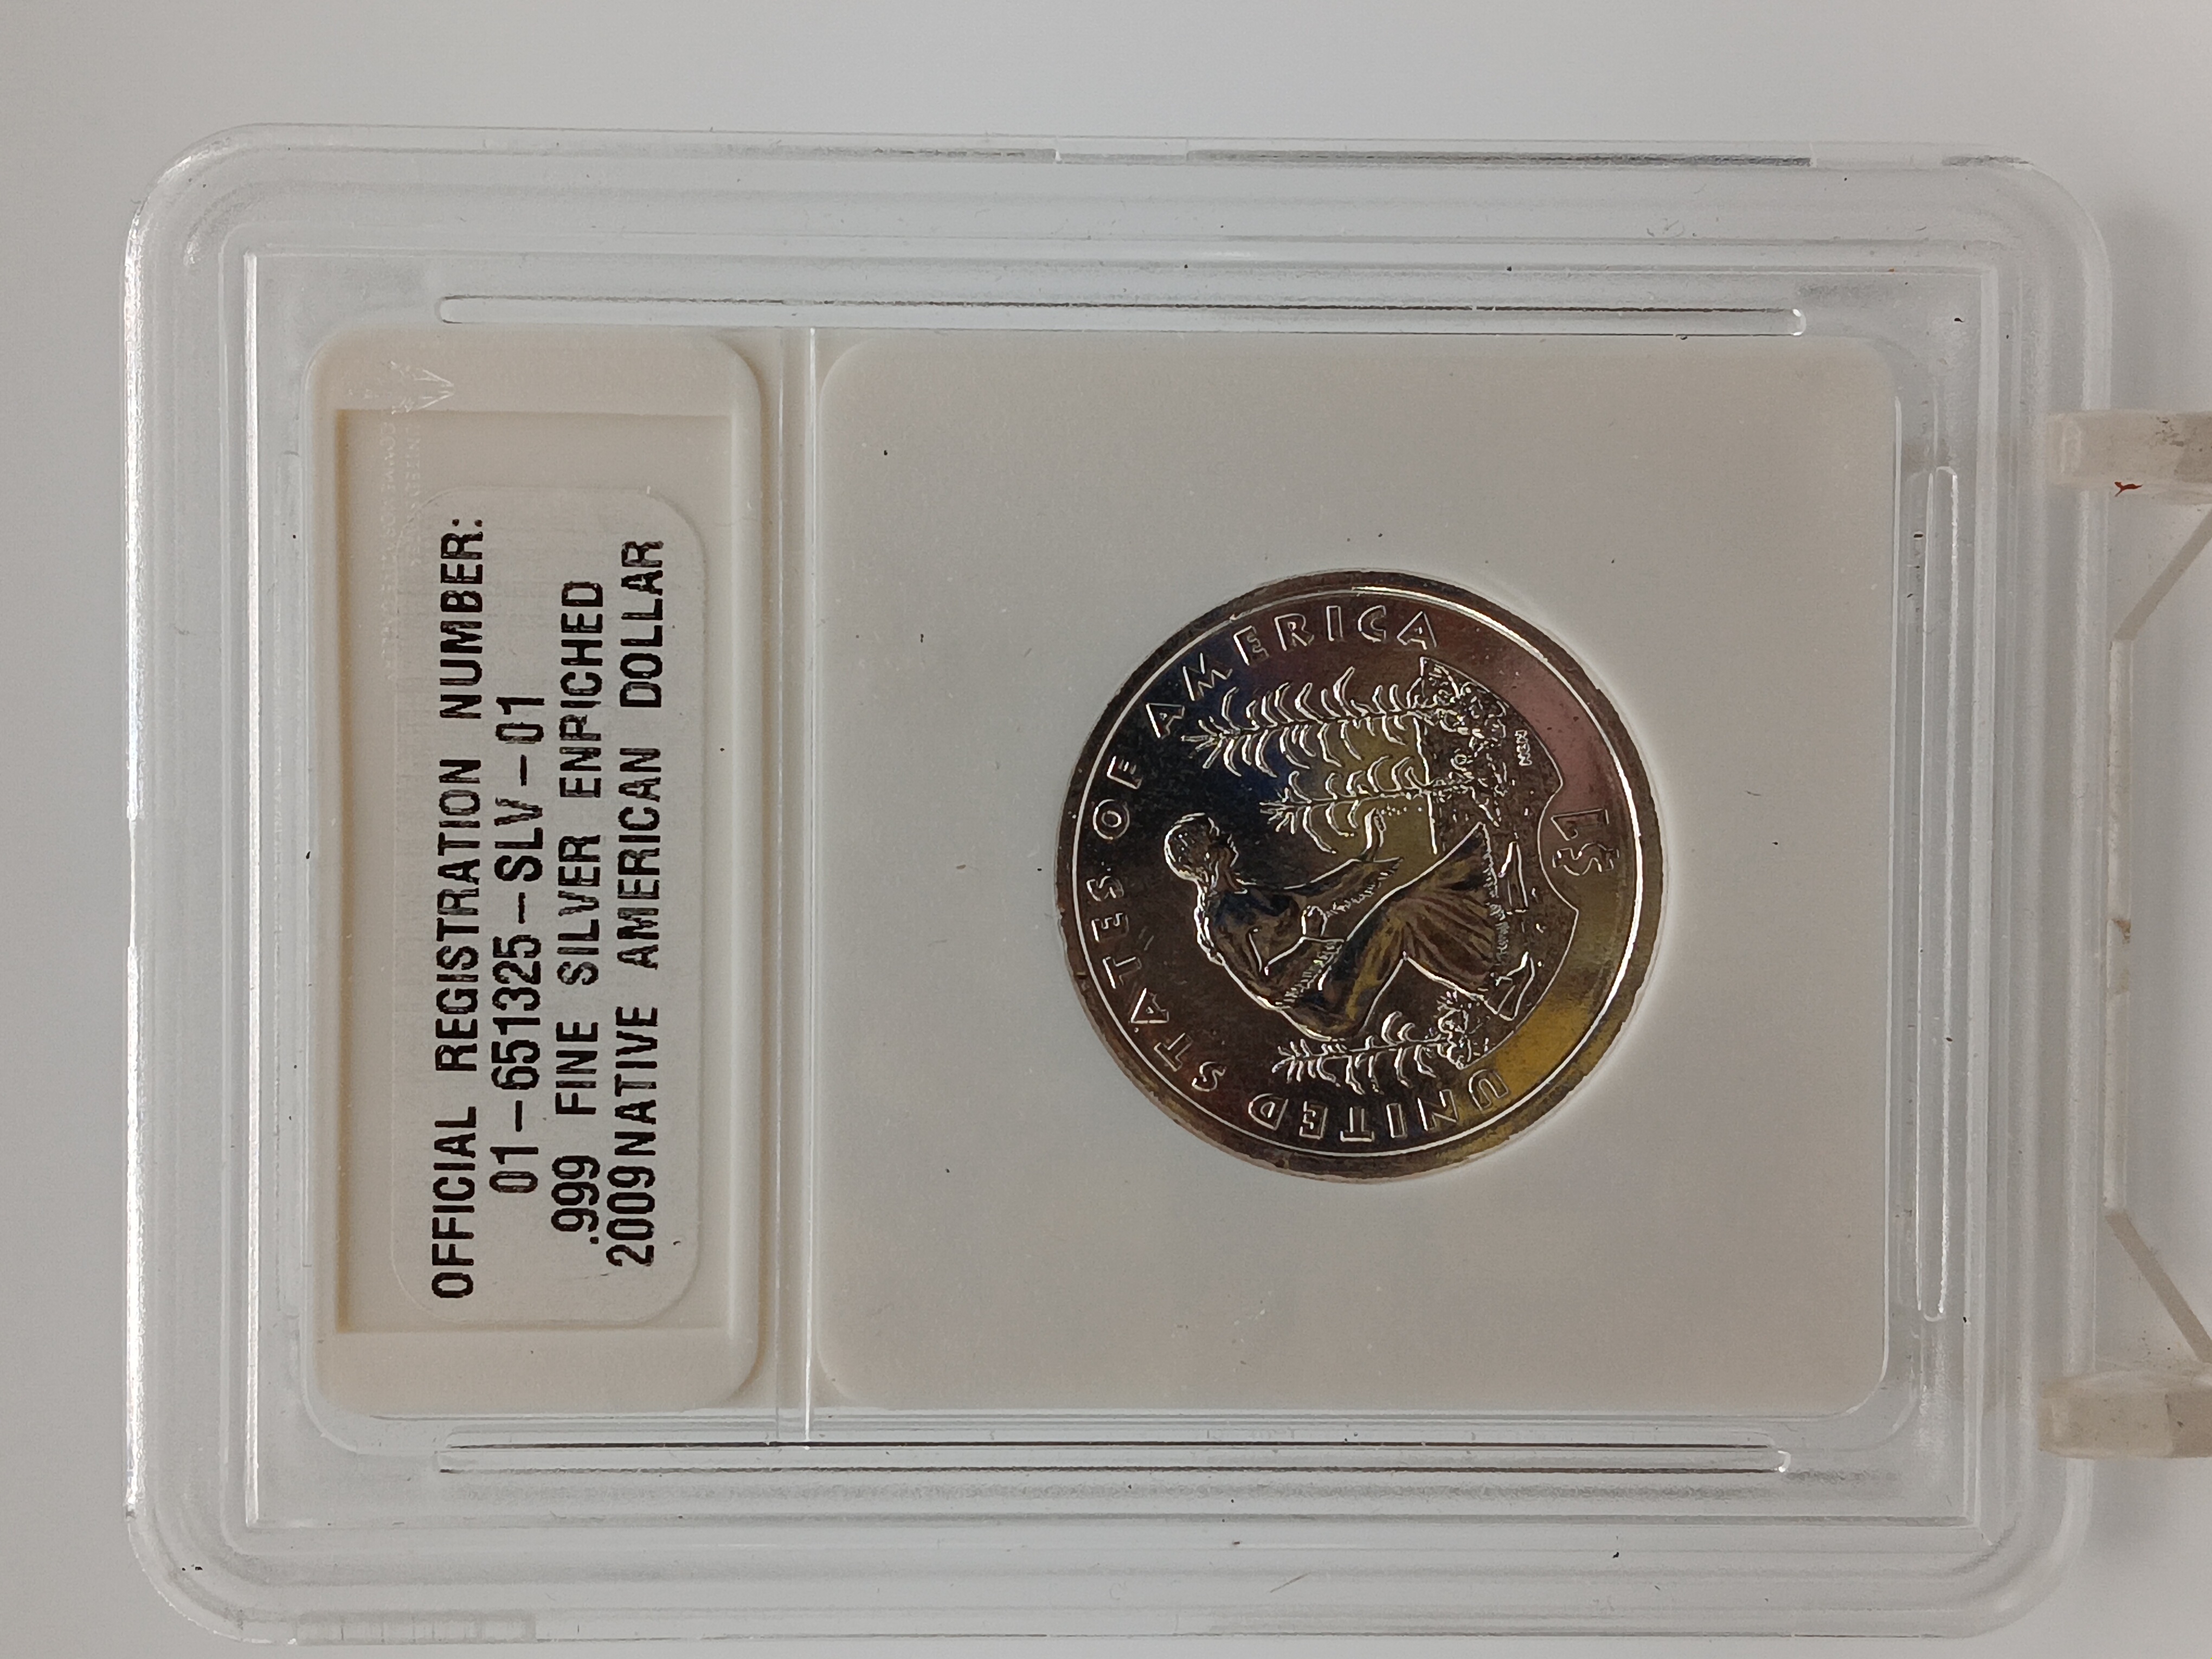 OFFICIAL REGISTRATION NUMBER:
01-651325-SLV-01
.999 FINE SILVER ENRICHED
2009NATIVE AMERICAN DOLLAR
UNITED STATES OF AMERICA
$1